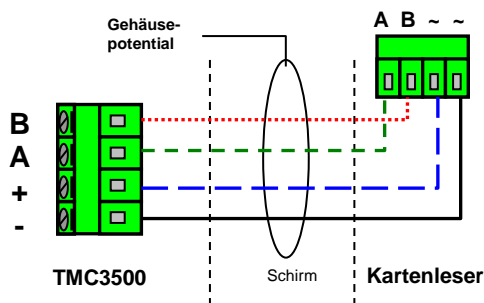 Gehäuse-
potential
A B ~ ~
B
A
+
-
TMC3500
Schirm
Kartenleser